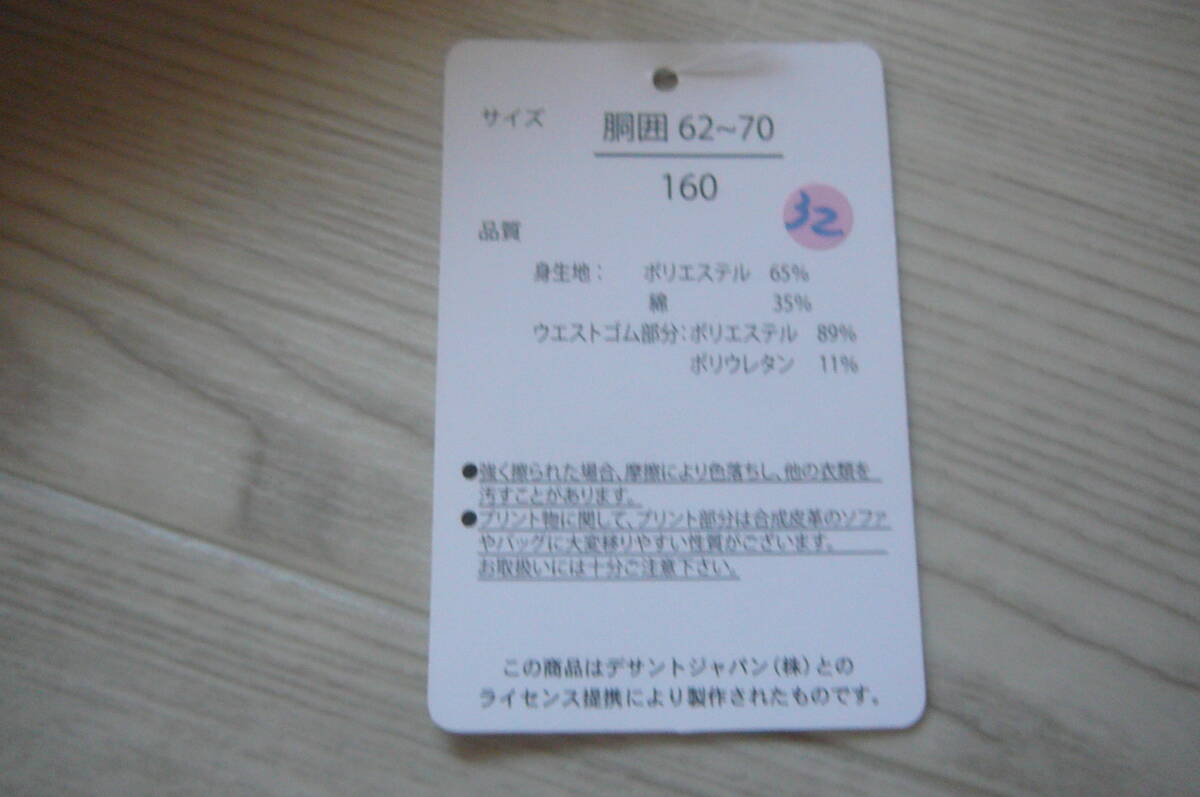 サイズ
胴囲 62~70
160
32
品質
身生地： ポリエステル 65%
綿 35%
ウエストゴム部分：ポリエステル 89%
ポリウレタン 11%
●強く擦られた場合、摩擦により色落ちし、他の衣類を
汚すことがあります。
●プリント物に関して、プリント部分は合成皮革のソファ
やバッグに大変移りやすい性質がございます。
お取扱いには十分ご注意下さい。
この商品はデサントジャパン（株）との
ライセンス提携により製作されたものです。